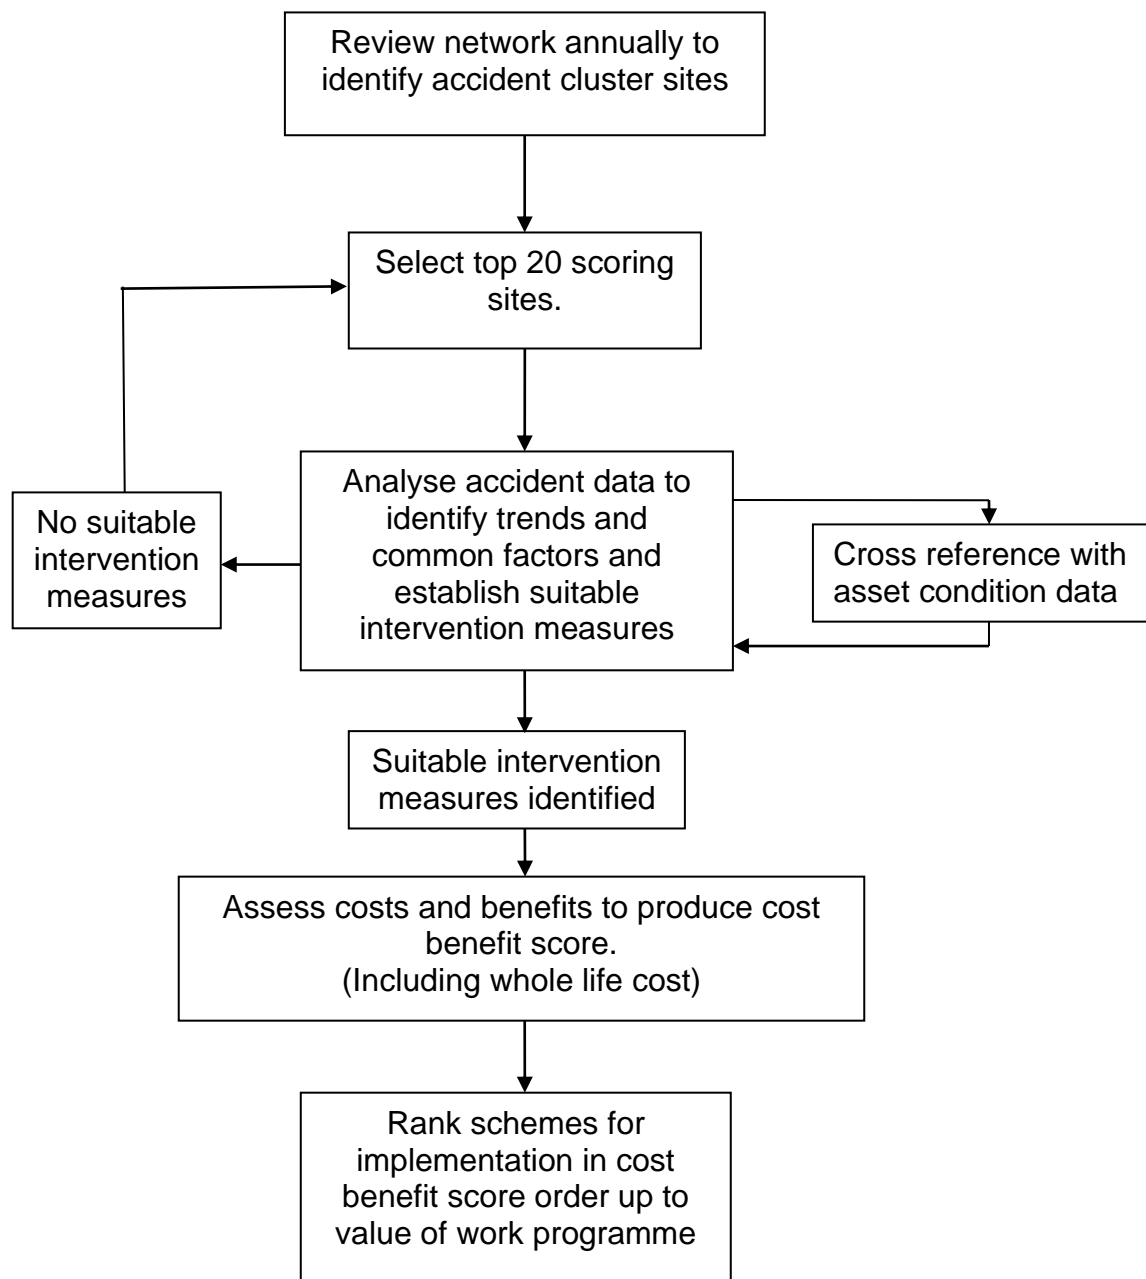 Review network annually to
identify accident cluster sites
Select top 20 scoring
sites.
Analyse accident data to
identify trends and
common factors and
establish suitable
intervention measures
No suitable
intervention
measures
Cross reference with
asset condition data
Suitable intervention
measures identified
Assess costs and benefits to produce cost
benefit score.
(Including whole life cost)
Rank schemes for
implementation in cost
benefit score order up to
value of work programme